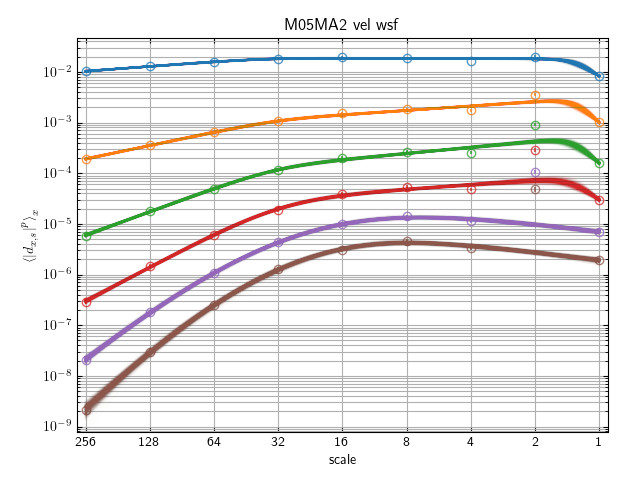 M05MA2 vel wsf
10⁻²
10⁻³
10⁻⁴
10⁻⁵
10⁻⁶
10⁻⁷
10⁻⁸
10⁻⁹
⟨|d_{x,s}|^p⟩_x
256 128 64 32 16 8 4 2 1
scale